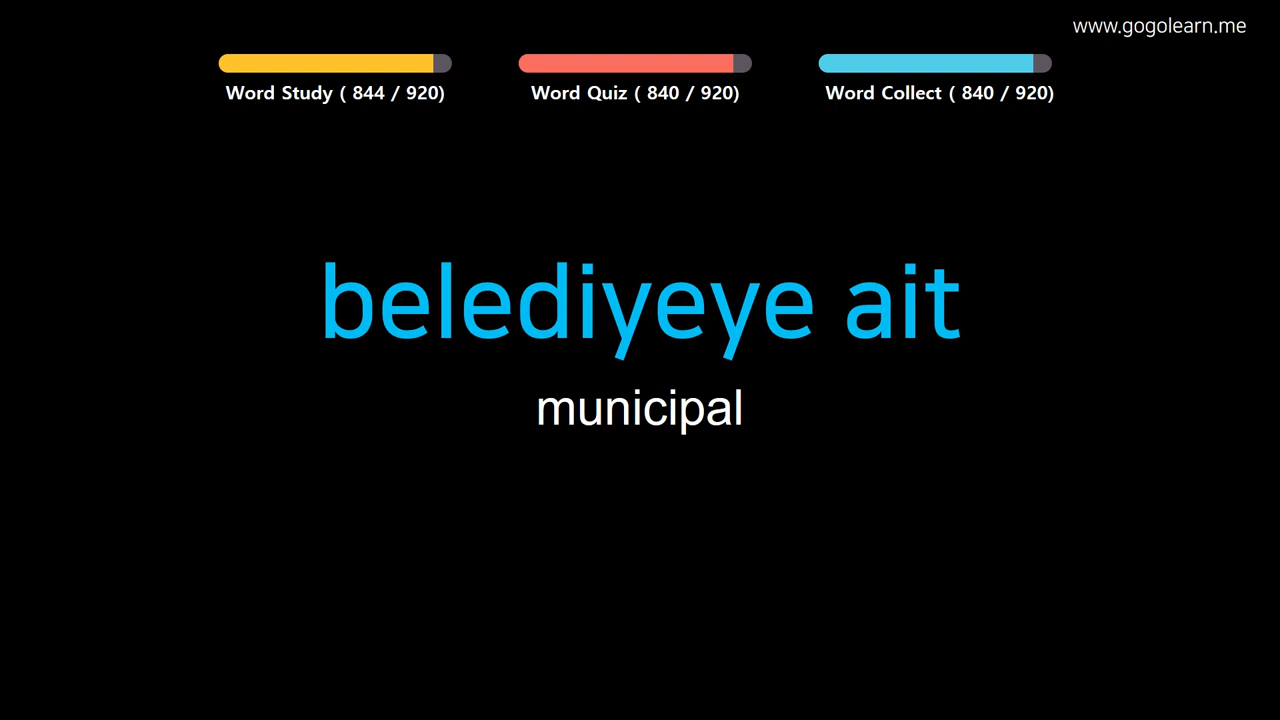 www.gogolearn.me
Word Study ( 844 / 920)
Word Quiz ( 840 / 920)
Word Collect ( 840 / 920)
belediyeye ait
municipal